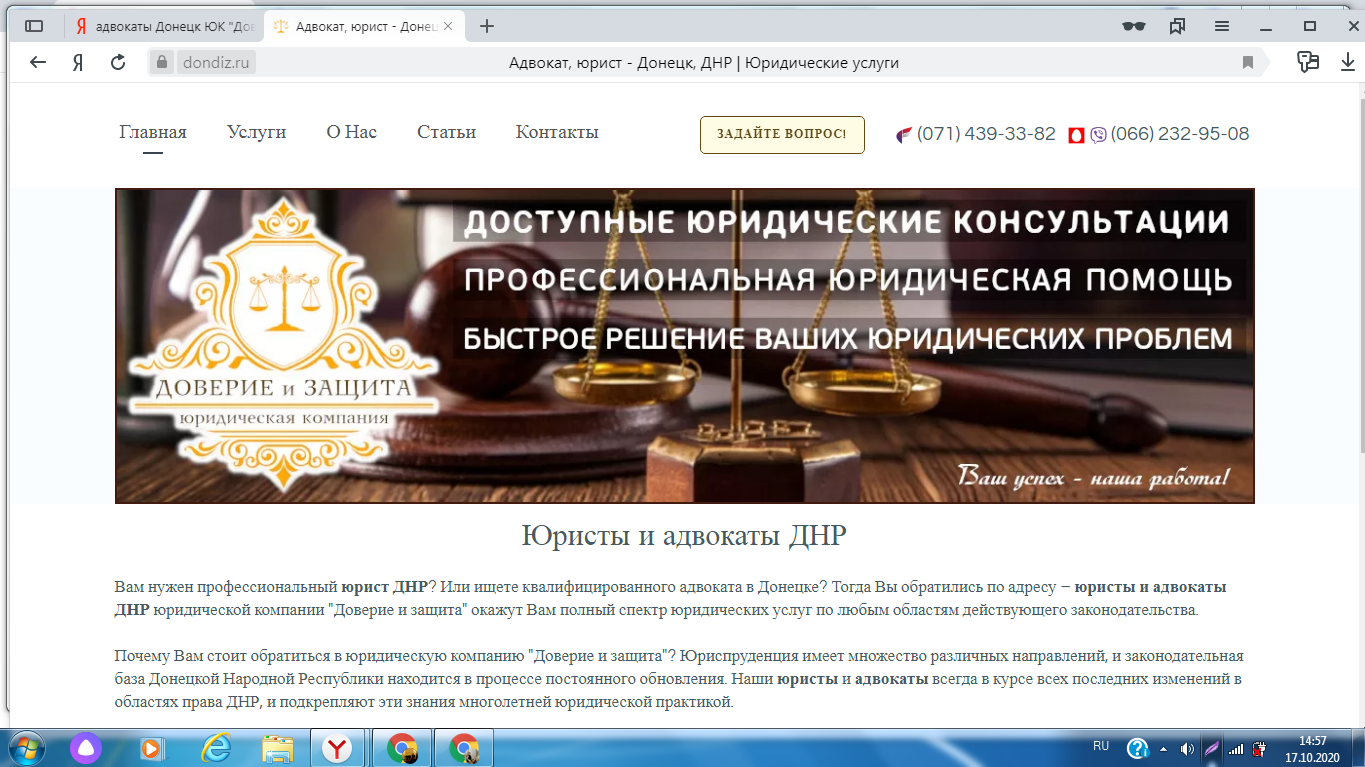 адвокаты Донецк ЮК "Дов
Адвокат, юрист - Донец
dondiz.ru
Адвокат, юрист - Донецк, ДНР | Юридические услуги
Главная Услуги О Нас Статьи Контакты ЗАДАЙТЕ ВОПРОС! (071) 439-33-82 (066) 232-95-08
ДОСТУПНЫЕ ЮРИДИЧЕСКИЕ КОНСУЛЬТАЦИИ
ПРОФЕССИОНАЛЬНАЯ ЮРИДИЧЕСКАЯ ПОМОЩЬ
БЫСТРОЕ РЕШЕНИЕ ВАШИХ ЮРИДИЧЕСКИХ ПРОБЛЕМ
ДОВЕРИЕ и ЗАЩИТА
юридическая компания
Ваш успех - наша работа!
Юристы и адвокаты ДНР
Вам нужен профессиональный юрист ДНР? Или ищете квалифицированного адвоката в Донецке? Тогда Вы обратились по адресу – юристы и адвокаты
ДНР юридической компании "Доверие и защита" окажут Вам полный спектр юридических услуг по любым областям действующего законодательства.
Почему Вам стоит обратиться в юридическую компанию "Доверие и защита"? Юриспруденция имеет множество различных направлений, и законодательная
база Донецкой Народной Республики находится в процессе постоянного обновления. Наши юристы и адвокаты всегда в курсе всех последних изменений в
областях права ДНР, и подкрепляют эти знания многолетней юридической практикой.
RU
14:57
17.10.2020